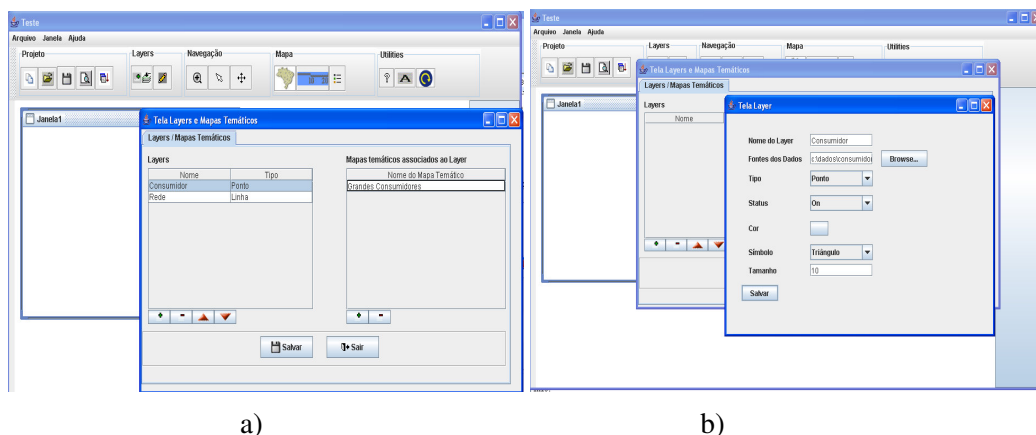 Teste
Arquivo Janela Ajuda
Projeto Layers Navegação Mapa Utilities
Janela1
Tela Layers e Mapas Temáticos
Layers / Mapas Temáticos
Layers Mapas temáticos associados ao Layer
Nome Tipo Nome do Mapa Temático
Consumidor Ponto Grandes Consumidores
Rede Linha
Salvar Sair
a)
Teste
Arquivo Janela Ajuda
Projeto Layers Navegação Mapa Utilities
Tela Layers e Mapas Temáticos
Layers / Mapas Temáticos
Janela1
Layers
Nome
Tela Layer
Nome do Layer Consumidor
Fontes dos Dados c:\dados\consumido Browse...
Tipo Ponto
Status On
Cor
Símbolo Triângulo
Tamanho 10
Salvar
b)